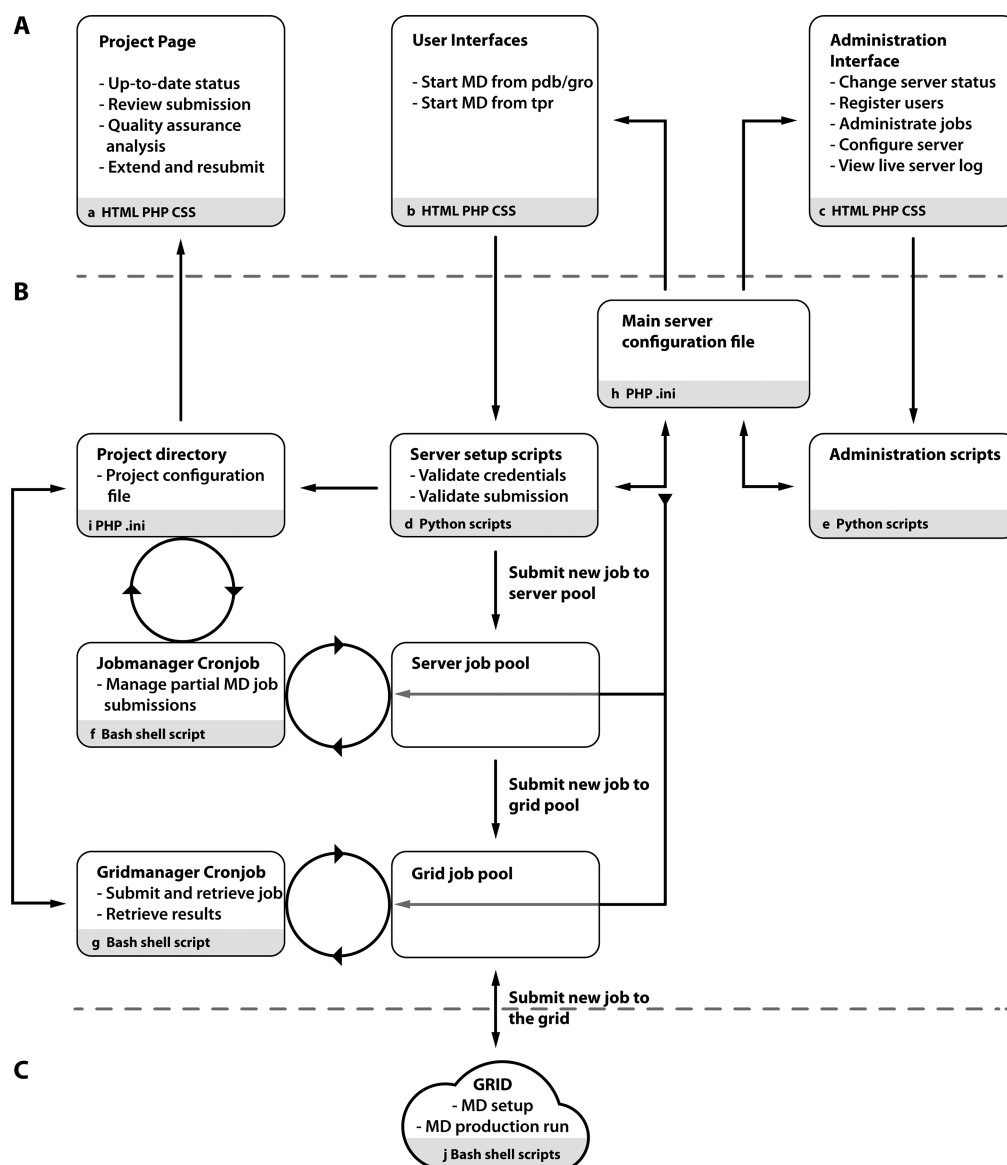 A
Project Page
- Up-to-date status
- Review submission
- Quality assurance
analysis
- Extend and resubmit
a HTML PHP CSS
User Interfaces
- Start MD from pdb/gro
- Start MD from tpr
b HTML PHP CSS
Administration
Interface
- Change server status
- Register users
- Administrate jobs
- Configure server
- View live server log
c HTML PHP CSS
B
Main server
configuration file
h PHP .ini
Project directory
- Project configuration
file
i PHP .ini
Server setup scripts
- Validate credentials
- Validate submission
d Python scripts
Administration scripts
e Python scripts
Submit new job to
server pool
Jobmanager Cronjob
- Manage partial MD job
submissions
f Bash shell script
Server job pool
Submit new job to
grid pool
Gridmanager Cronjob
- Submit and retrieve job
- Retrieve results
g Bash shell script
Grid job pool
Submit new job to
the grid
C
GRID
- MD setup
- MD production run
j Bash shell scripts